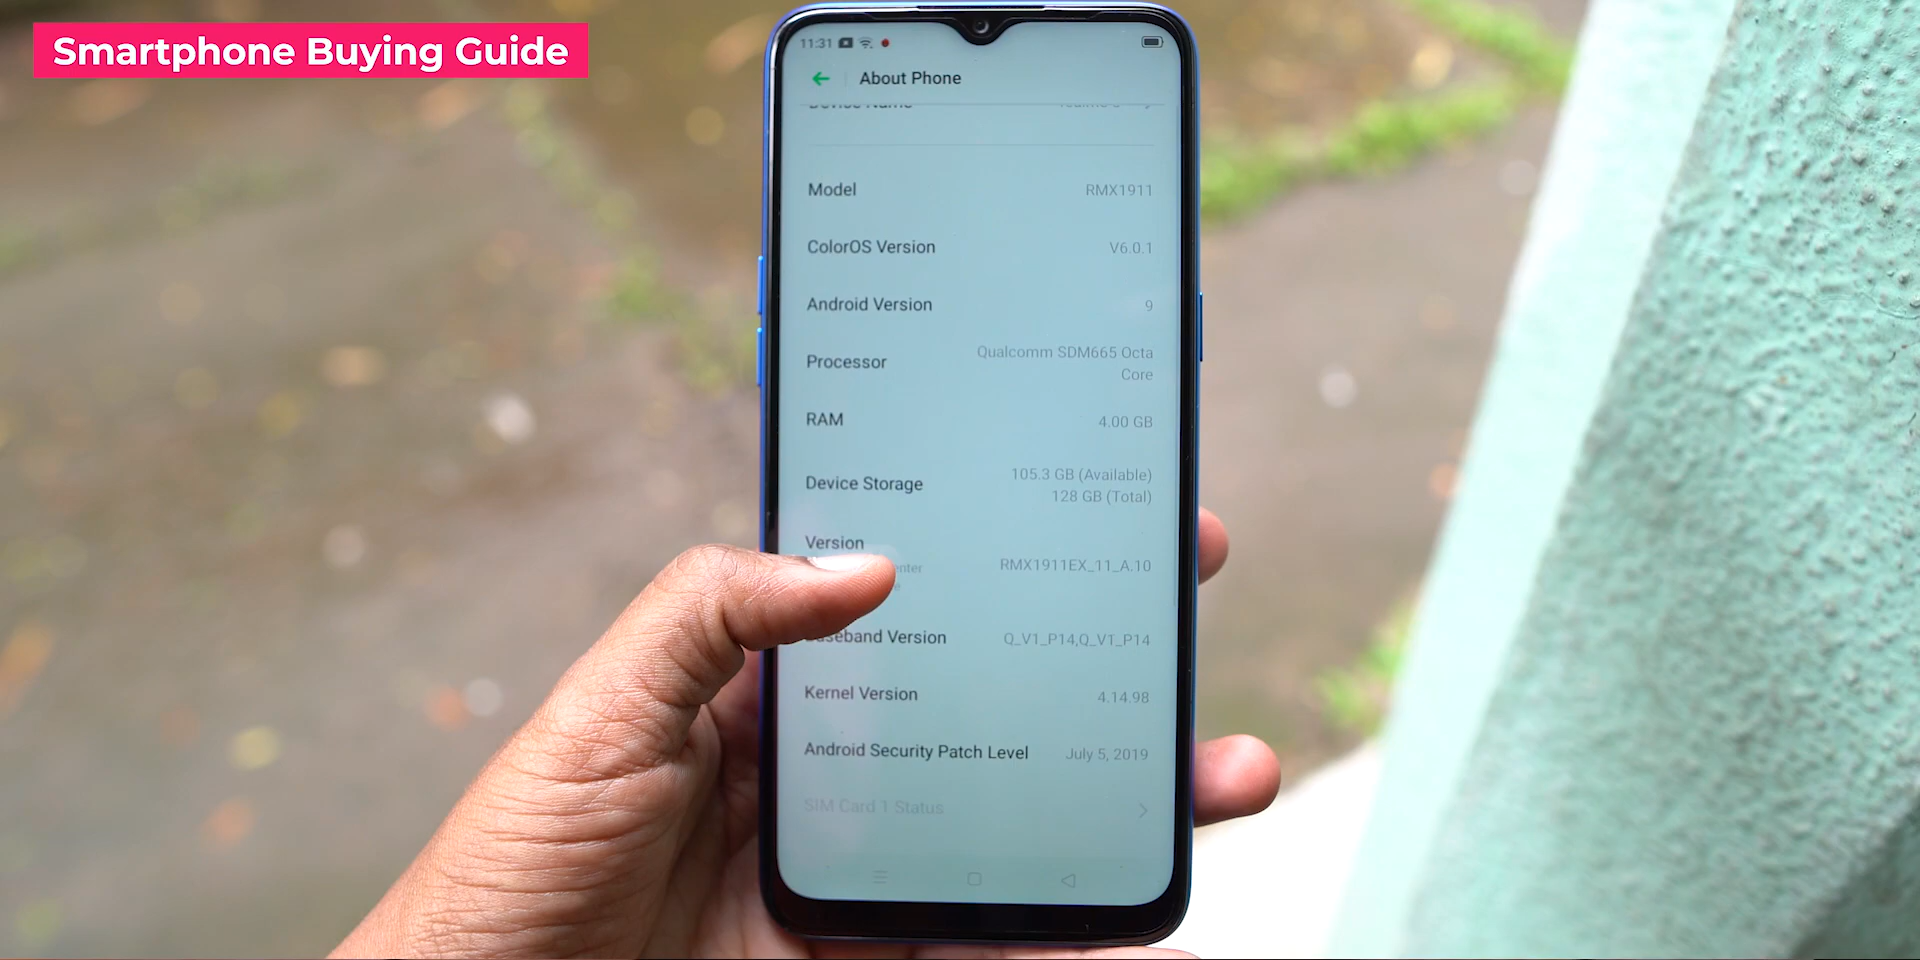 Smartphone Buying Guide
11:31
About Phone
Device Name
Model RMX1911
ColorOS Version V6.0.1
Android Version 9
Processor Qualcomm SDM665 Octa
Core
RAM 4.00 GB
Device Storage 105.3 GB (Available)
128 GB (Total)
Version
RMX1911EX_11_A.10
Baseband Version Q_V1_P14,Q_V1_P14
Kernel Version 4.14.98
Android Security Patch Level July 5, 2019
SIM Card 1 Status